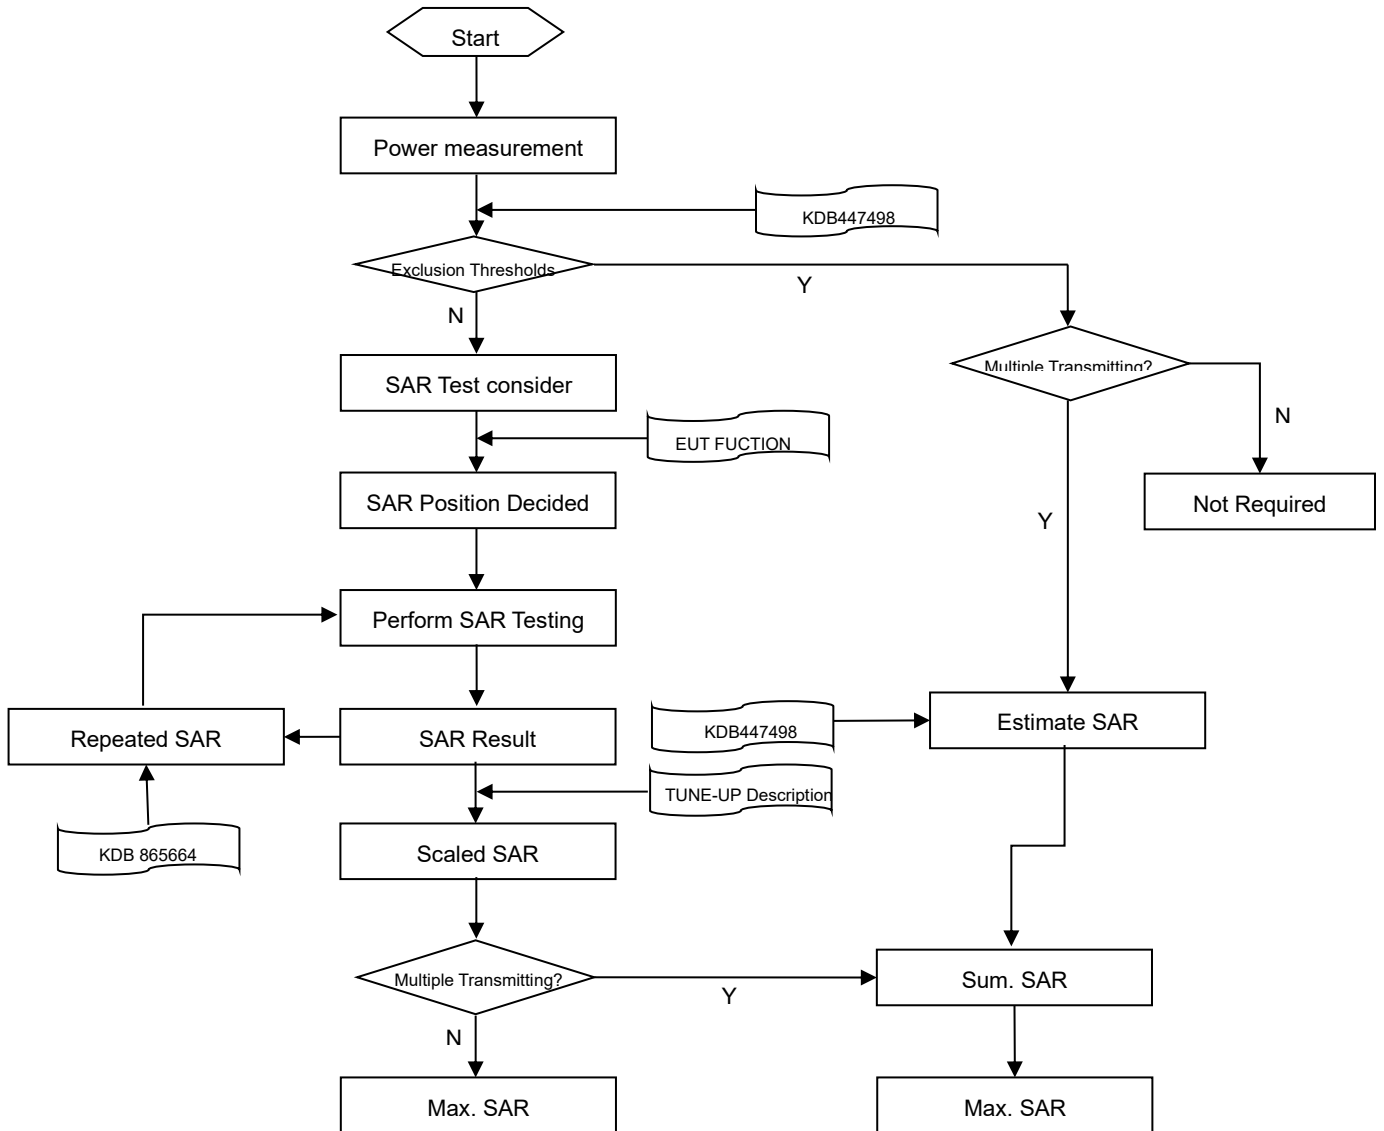 Start
Power measurement
KDB447498
Exclusion Thresholds
Y
N
Multiple Transmitting?
SAR Test consider
N
EUT FUCTION
SAR Position Decided
Not Required
Y
Perform SAR Testing
KDB447498
Estimate SAR
Repeated SAR
SAR Result
TUNE-UP Description
KDB 865664
Scaled SAR
Multiple Transmitting?
Y
Sum. SAR
N
Max. SAR
Max. SAR